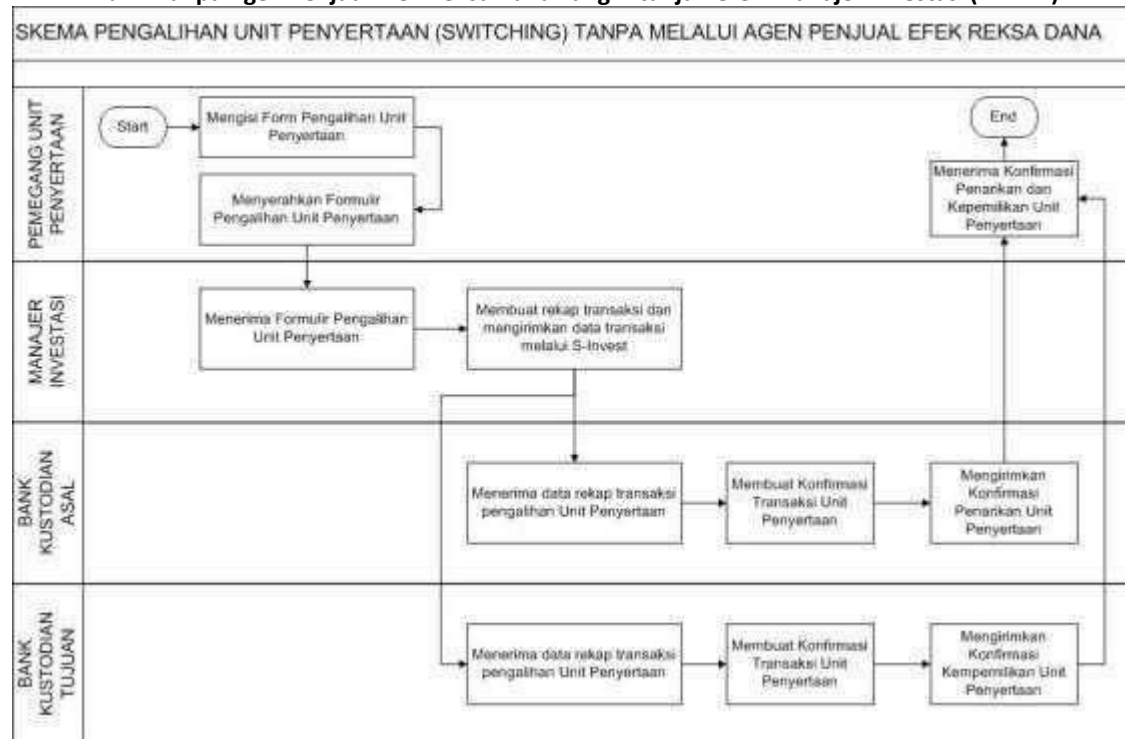 SKEMA PENGALIHAN UNIT PENYERTAAN (SWITCHING) TANPA MELALUI AGEN PENJUAL EFEK REKSA DANA
PEMEGANG UNIT
PENYERTAAN
Start
Mengisi Form Pengalihan Unit
Penyertaan
Menyerahkan Formulir
Pengalihan Unit Penyertaan
End
Menerima Konfirmasi
Penarikan dan
Kepemilikan Unit
Penyertaan
MANAJER
INVESTASI
Menerima Formulir Pengalihan
Unit Penyertaan
Membuat rekap transaksi dan
mengirimkan data transaksi
melalui S-Invest
BANK
KUSTODIAN
ASAL
Menerima data rekap transaksi
pengalihan Unit Penyertaan
Membuat Konfirmasi
Transaksi Unit
Penyertaan
Mengirimkan
Konfirmasi
Penarikan Unit
Penyertaan
BANK
KUSTODIAN
TUJUAN
Menerima data rekap transaksi
pengalihan Unit Penyertaan
Membuat Konfirmasi
Transaksi Unit
Penyertaan
Mengirimkan
Konfirmasi
Kempemilikan Unit
Penyertaan